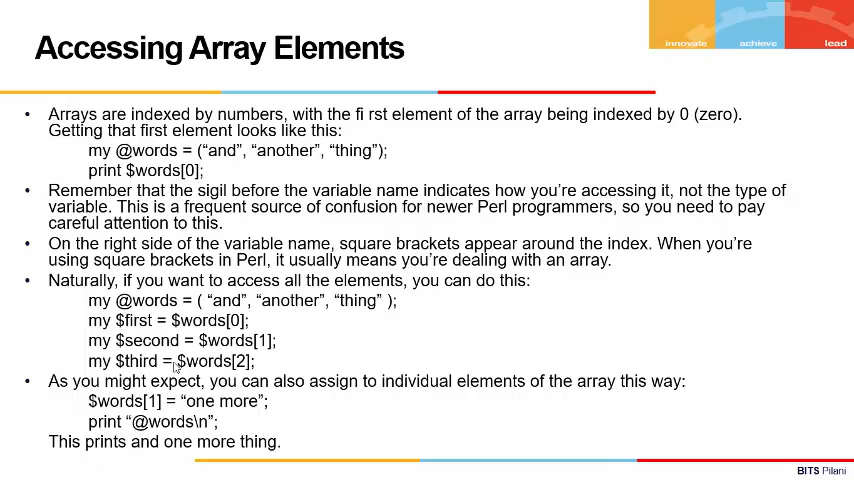 Accessing Array Elements
innovate achieve lead
• Arrays are indexed by numbers, with the fi rst element of the array being indexed by 0 (zero).
Getting that first element looks like this:
my @words = (“and”, “another”, “thing”);
print $words[0];
• Remember that the sigil before the variable name indicates how you’re accessing it, not the type of
variable. This is a frequent source of confusion for newer Perl programmers, so you need to pay
careful attention to this.
• On the right side of the variable name, square brackets appear around the index. When you’re
using square brackets in Perl, it usually means you’re dealing with an array.
• Naturally, if you want to access all the elements, you can do this:
my @words = ( “and”, “another”, “thing” );
my $first = $words[0];
my $second = $words[1];
my $third = $words[2];
• As you might expect, you can also assign to individual elements of the array this way:
$words[1] = “one more”;
print “@words\n”;
This prints and one more thing.
BITS Pilani